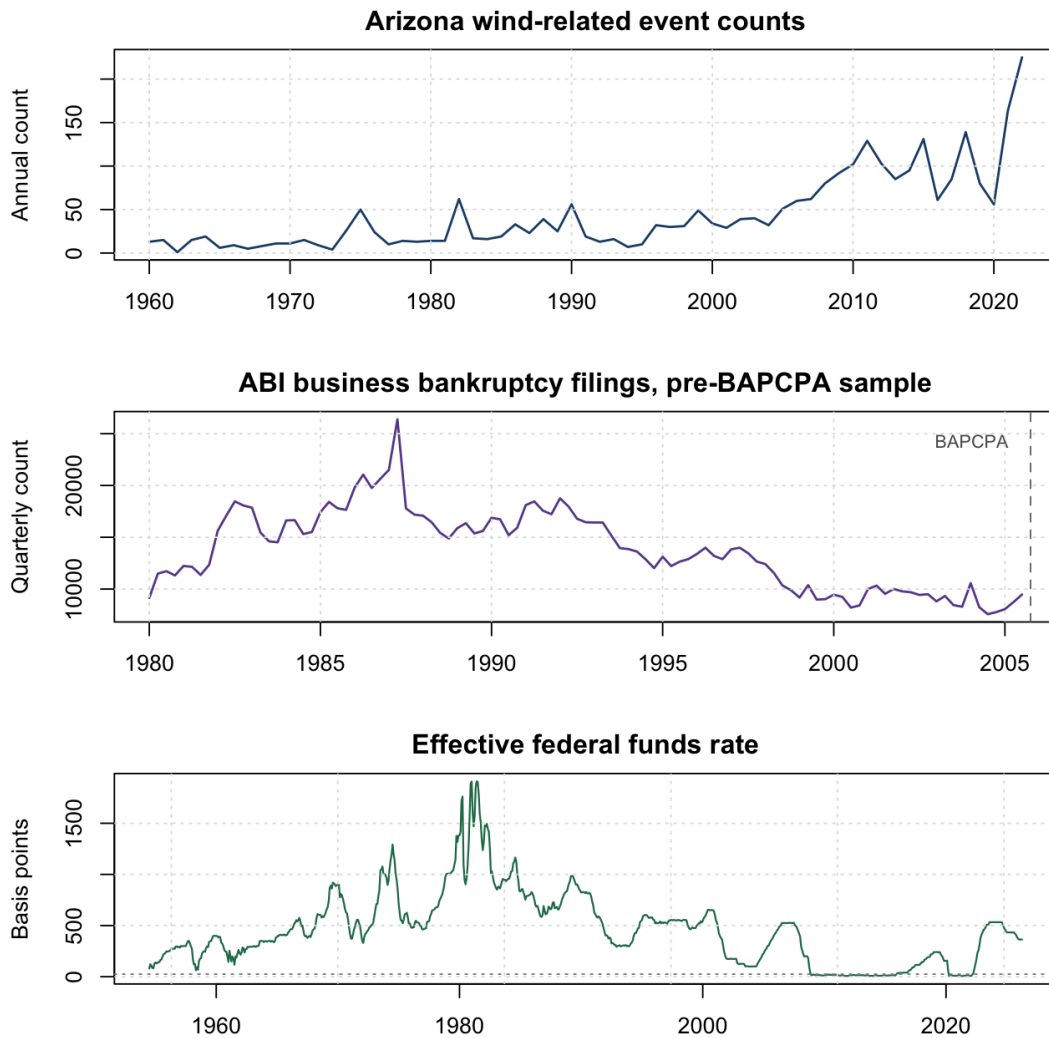 Arizona wind-related event counts
Annual count
150
50
0
1960 1970 1980 1990 2000 2010 2020
ABI business bankruptcy filings, pre-BAPCPA sample
Quarterly count
20000
10000
BAPCPA
1980 1985 1990 1995 2000 2005
Effective federal funds rate
Basis points
1500
500
0
1960 1980 2000 2020